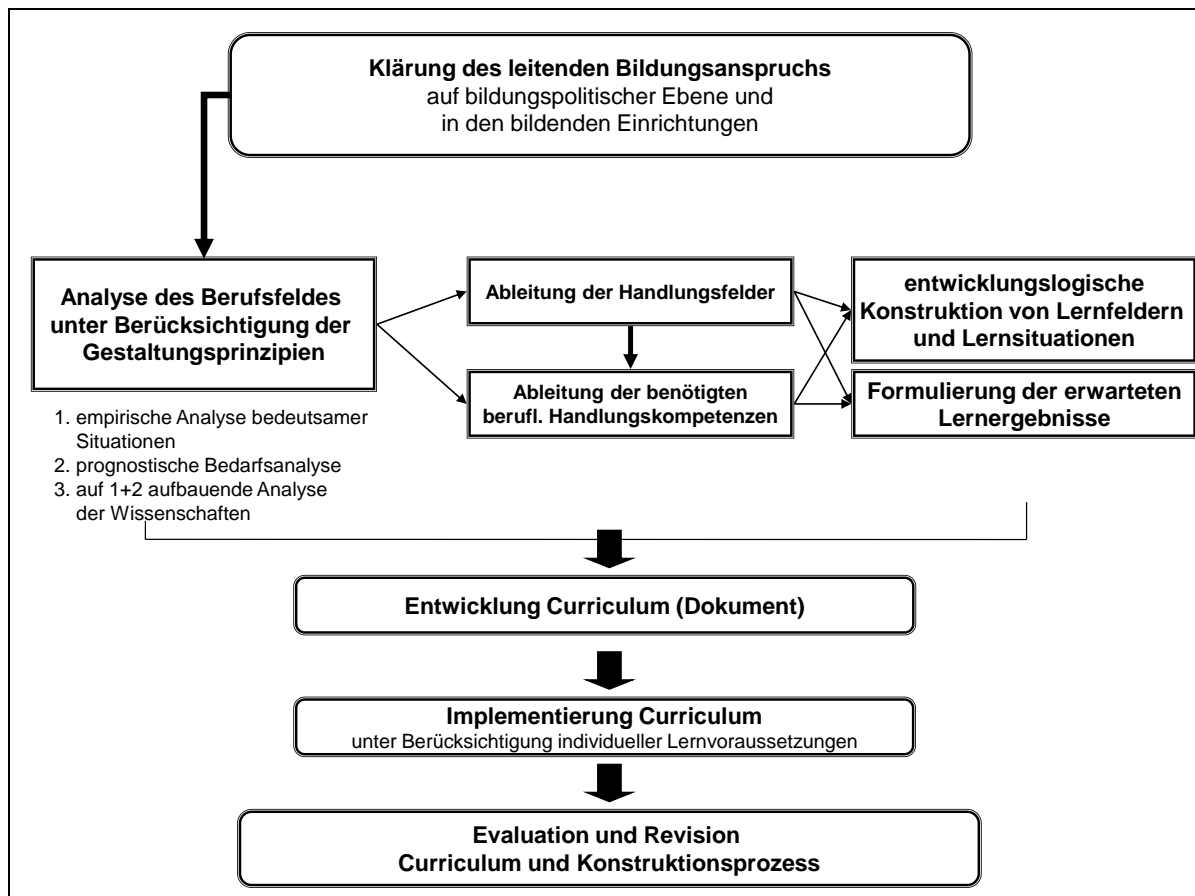 Klärung des leitenden Bildungsanspruchs
auf bildungspolitischer Ebene und
in den bildenden Einrichtungen
Analyse des Berufsfeldes
unter Berücksichtigung der
Gestaltungsprinzipien
1. empirische Analyse bedeutsamer
Situationen
2. prognostische Bedarfsanalyse
3. auf 1+2 aufbauende Analyse
der Wissenschaften
Ableitung der Handlungsfelder
Ableitung der benötigten
berufl. Handlungskompetenzen
entwicklungslogische
Konstruktion von Lernfeldern
und Lernsituationen
Formulierung der erwarteten
Lernergebnisse
Entwicklung Curriculum (Dokument)
Implementierung Curriculum
unter Berücksichtigung individueller Lernvoraussetzungen
Evaluation und Revision
Curriculum und Konstruktionsprozess